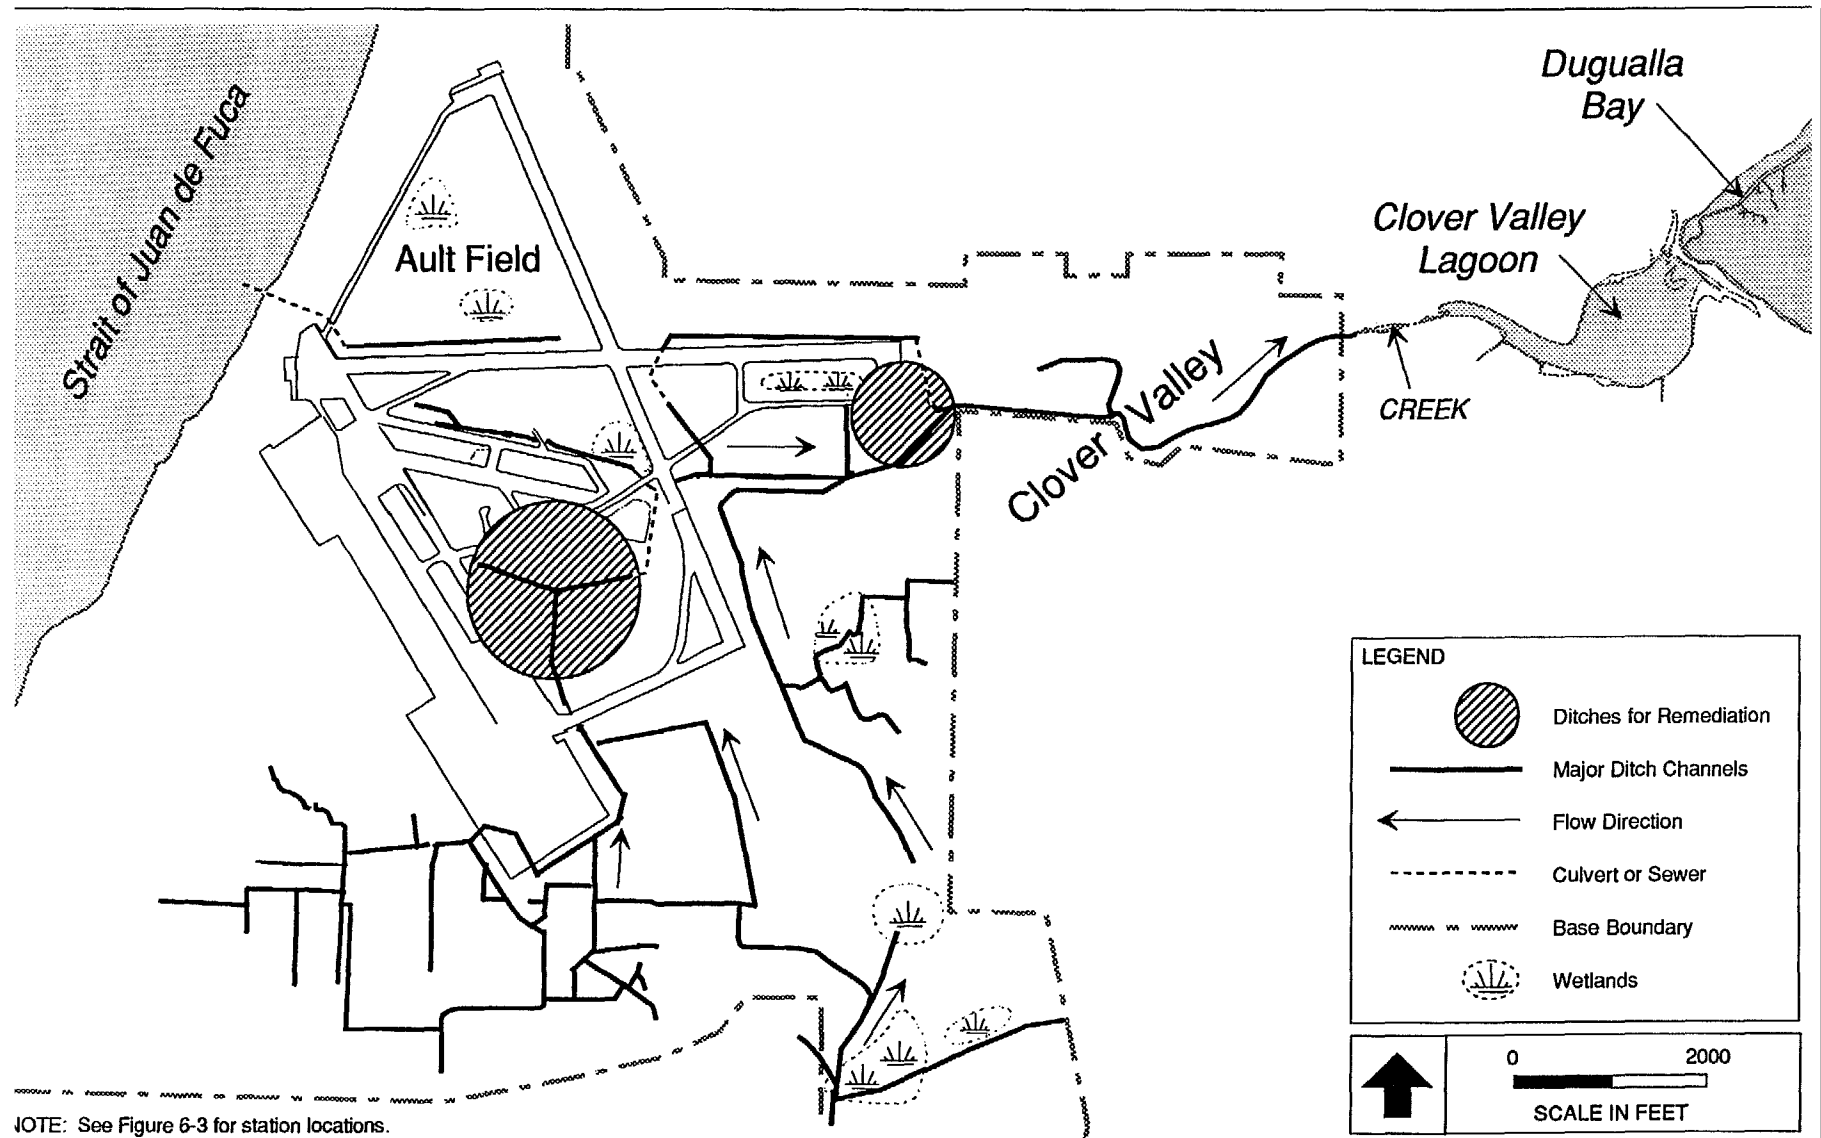 Dugualla
Bay
Strait of Juan de Fuca
Clover Valley
Lagoon
Ault Field
CREEK
Clover Valley
LEGEND
Ditches for Remediation
Major Ditch Channels
Flow Direction
Culvert or Sewer
Base Boundary
Wetlands
0 2000
SCALE IN FEET
NOTE: See Figure 6-3 for station locations.